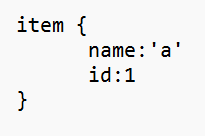 item {
      name:'a'
      id:1
}